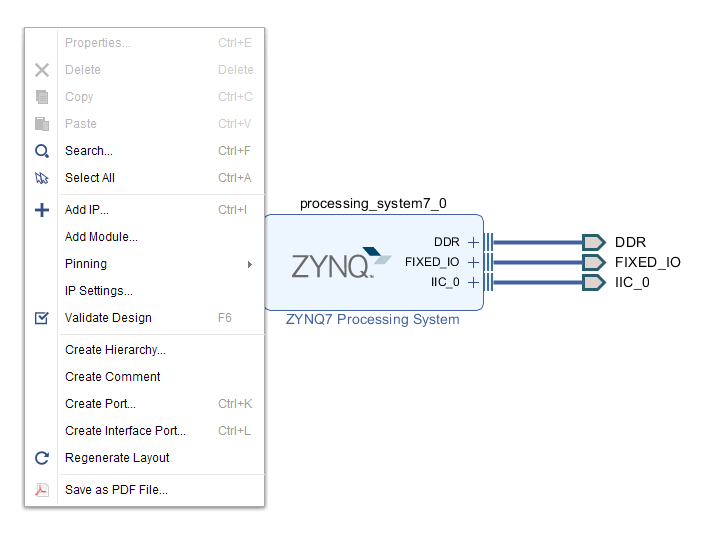 Properties... Ctrl+E
Delete Delete
Copy Ctrl+C
Paste Ctrl+V
Search... Ctrl+F
Select All Ctrl+A
Add IP... Ctrl+I
Add Module...
Pinning
IP Settings...
Validate Design F6
Create Hierarchy...
Create Comment
Create Port... Ctrl+K
Create Interface Port... Ctrl+L
Regenerate Layout
Save as PDF File...
processing_system7_0
DDR
FIXED_IO
IIC_0
ZYNQ
ZYNQ7 Processing System
DDR
FIXED_IO
IIC_0